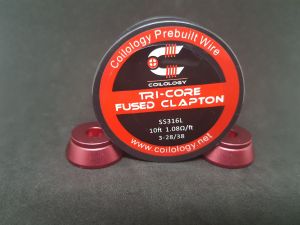 Coilology Prebuilt Wire
COILOLOGY
TRI-CORE
FUSED CLAPTON
SS316L
10ft 1.08Ω/ft
3-28/38
www.coilology.net